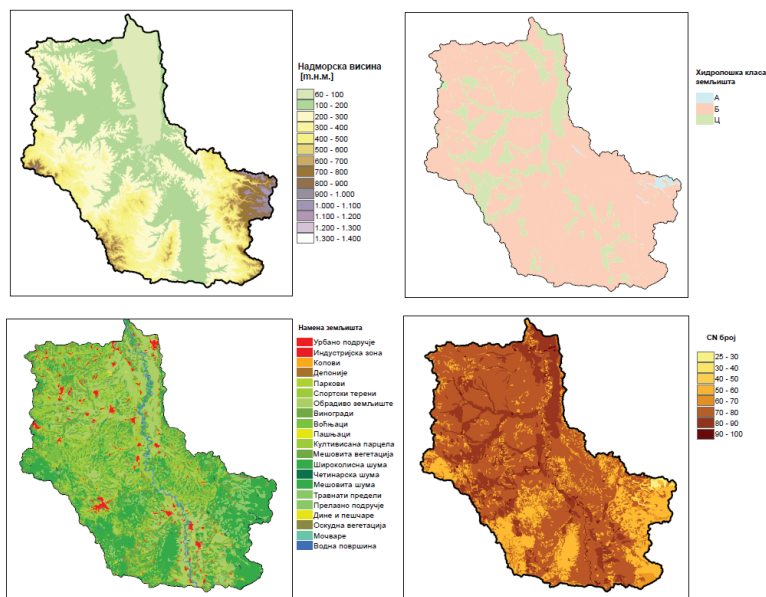 Надморска висина
[m.н.м.]
60 - 100
100 - 200
200 - 300
300 - 400
400 - 500
500 - 600
600 - 700
700 - 800
800 - 900
900 - 1.000
1.000 - 1.100
1.100 - 1.200
1.200 - 1.300
1.300 - 1.400
Хидролошка класа
земљишта
А
Б
Ц
Намена земљишта
Урбано подручје
Индустријска зона
Копови
Депоније
Паркови
Спортски терени
Обрадиво земљиште
Виногради
Воћњаци
Пашњаци
Култивисана парцела
Мешовита вегетација
Широколисна шума
Четинарска шума
Мешовита шума
Травнати предели
Прелазно подручје
Дине и пешчаре
Оскудна вегетација
Мочваре
Водна површина
CN број
25 - 30
30 - 40
40 - 50
50 - 60
60 - 70
70 - 80
80 - 90
90 - 100